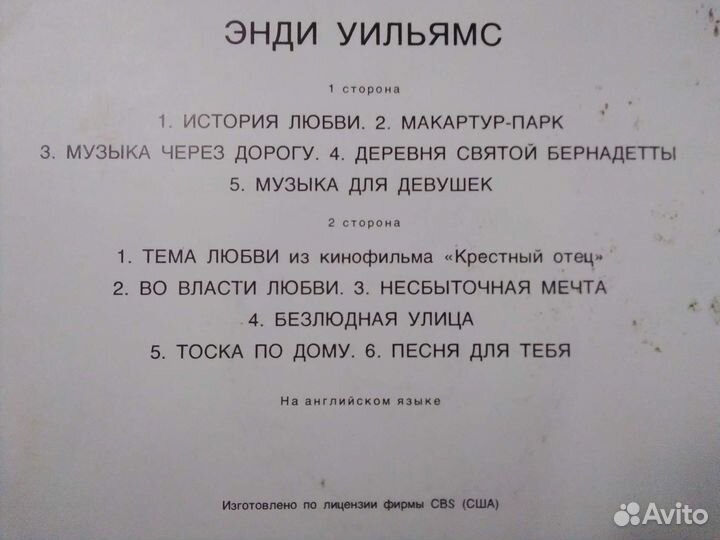 ЭНДИ УИЛЬЯМС
1 сторона
1. ИСТОРИЯ ЛЮБВИ. 2. МАКАРТУР-ПАРК
3. МУЗЫКА ЧЕРЕЗ ДОРОГУ. 4. ДЕРЕВНЯ СВЯТОЙ БЕРНАДЕТТЫ
5. МУЗЫКА ДЛЯ ДЕВУШЕК
2 сторона
1. ТЕМА ЛЮБВИ из кинофильма «Крестный отец»
2. ВО ВЛАСТИ ЛЮБВИ. 3. НЕСБЫТОЧНАЯ МЕЧТА
4. БЕЗЛЮДНАЯ УЛИЦА
5. ТОСКА ПО ДОМУ. 6. ПЕСНЯ ДЛЯ ТЕБЯ
На английском языке
Изготовлено по лицензии фирмы CBS (США)
Avito